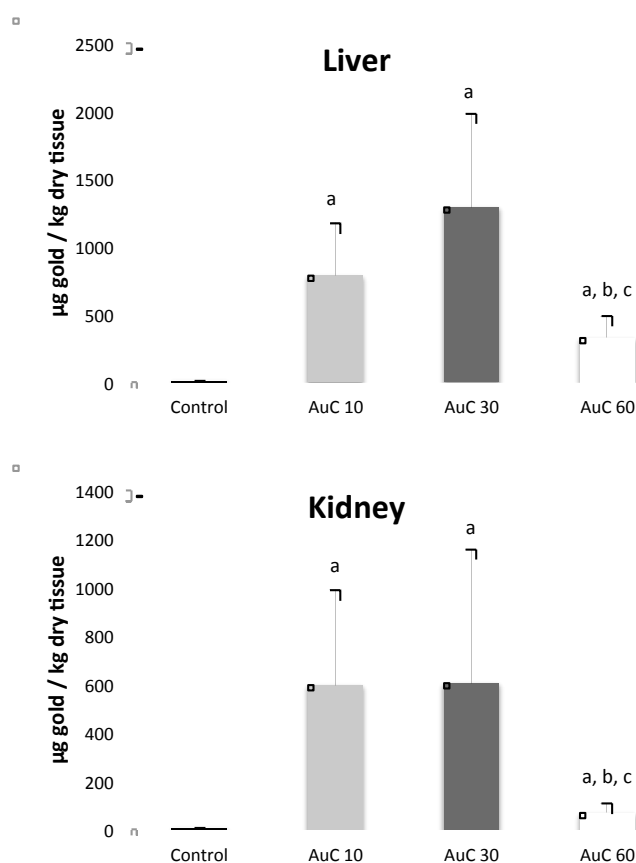 Liver
µg gold / kg dry tissue
2500
2000
1500
1000
500
0
a
a
a, b, c
Control
AuC 10
AuC 30
AuC 60
Kidney
µg gold / kg dry tissue
1400
1200
1000
800
600
400
200
0
a
a
a, b, c
Control
AuC 10
AuC 30
AuC 60